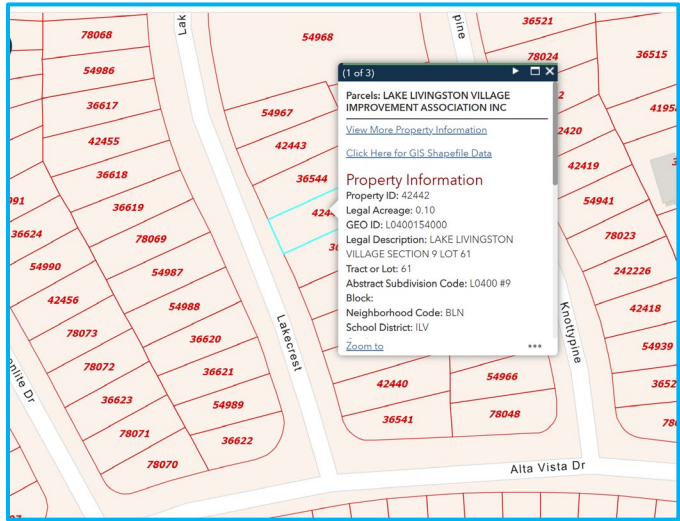 Lak
pine
78068
54968
36521
78024
36515
54986
36617
54967
42455
42443
2420
36618
36544
42419
36619
54941
36624
78069
78023
54990
54987
242226
42456
54988
42418
78073
36620
Lakecrest
Knottypine
54939
78072
36621
42440
54966
36623
54989
36541
78048
78071
36622
78070
enlite Dr
Alta Vista Dr
(1 of 3)
Parcels: LAKE LIVINGSTON VILLAGE
IMPROVEMENT ASSOCIATION INC
View More Property Information
Click Here for GIS Shapefile Data
Property Information
Property ID: 42442
Legal Acreage: 0.10
GEO ID: L0400154000
Legal Description: LAKE LIVINGSTON
VILLAGE SECTION 9 LOT 61
Tract or Lot: 61
Abstract Subdivision Code: L0400 #9
Block:
Neighborhood Code: BLN
School District: ILV
Zoom to